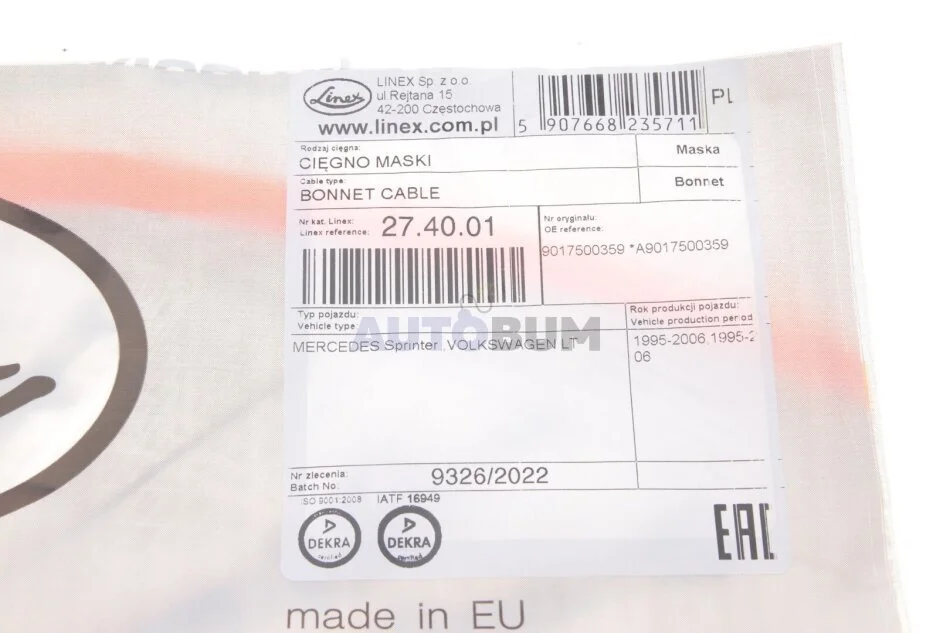 Linex
LINEX Sp. z o.o.
ul Rejtana 15
42-200 Częstochowa
www.linex.com.pl
5 907668 235711
PL
Rodzaj cięgna:
CIĘGNO MASKI
Maska
Cable type:
BONNET CABLE
Bonnet
Nr kat. Linex:
Linex reference:
27.40.01
Nr oryginału:
OE reference:
9017500359 *A9017500359
Typ pojazdu:
Vehicle type:
Rok produkcji pojazdu:
Vehicle production period
AUTOBUM
MERCEDES Sprinter ,VOLKSWAGEN LT
1995-2006,1995-2
06
Nr zlecenia:
Batch No:
9326/2022
ISO 9001:2008
IATF 16949
DEKRA
DEKRA
EAC
made in EU